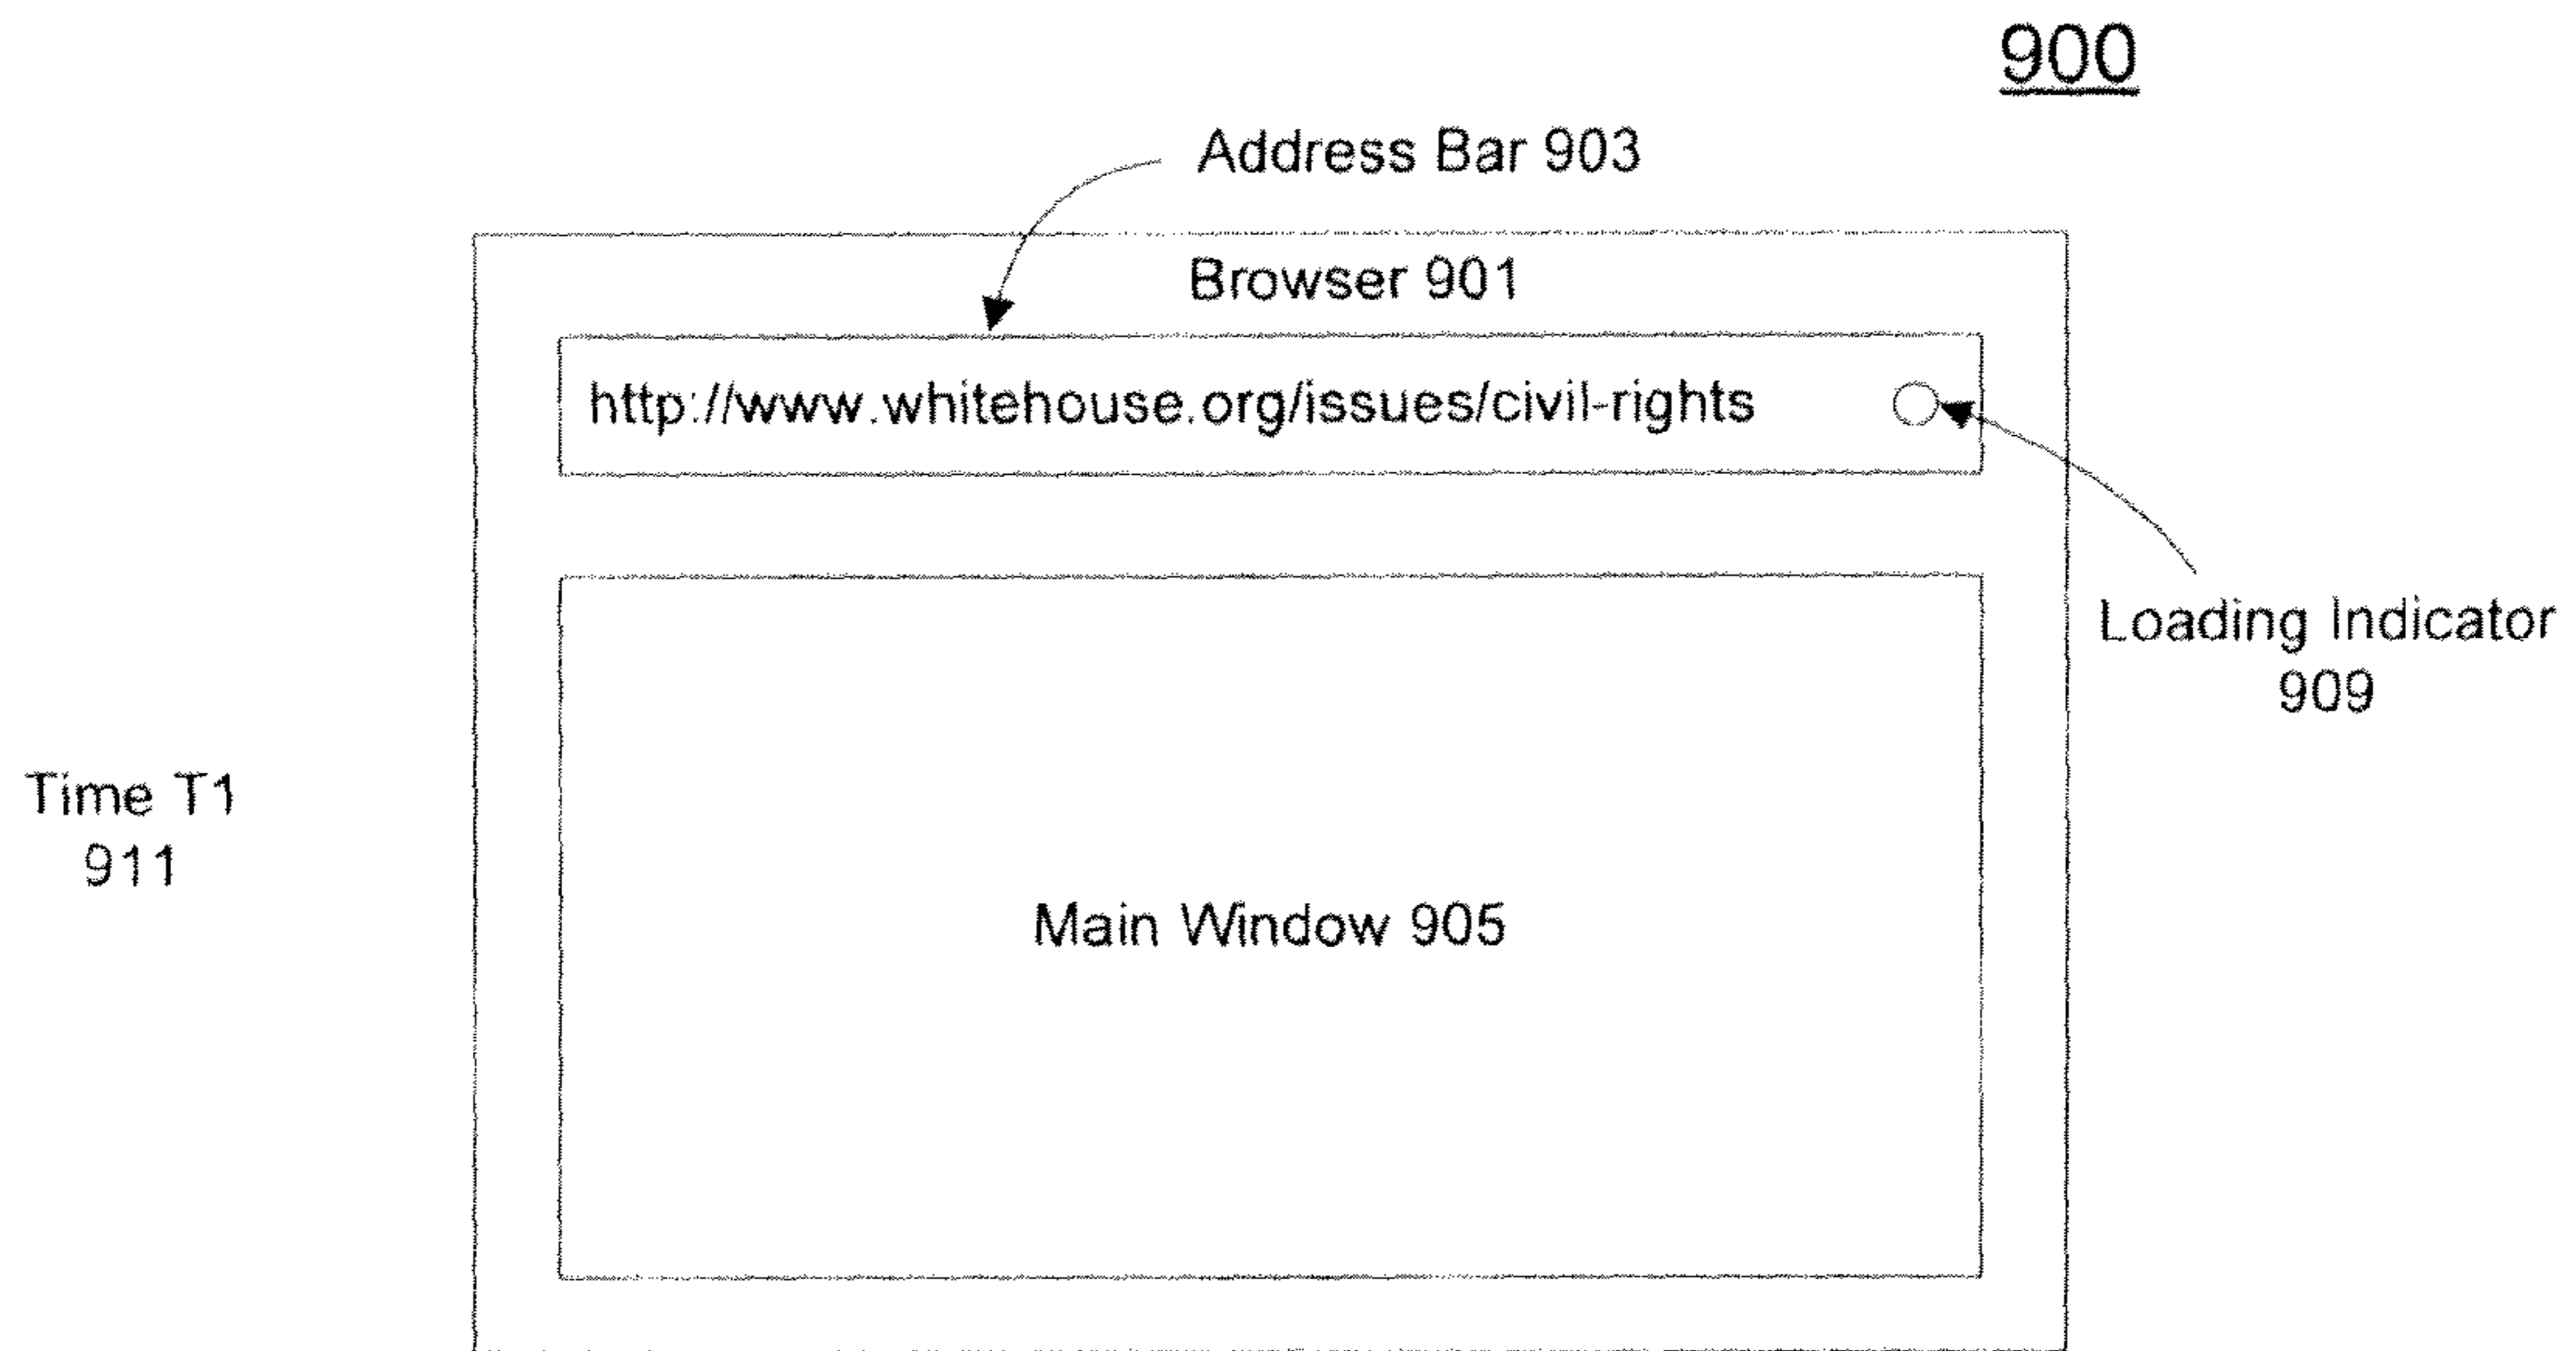 900
Address Bar 903
Browser 901
http://www.whitehouse.org/issues/civil-rights
Loading Indicator
909
Time T1
911
Main Window 905